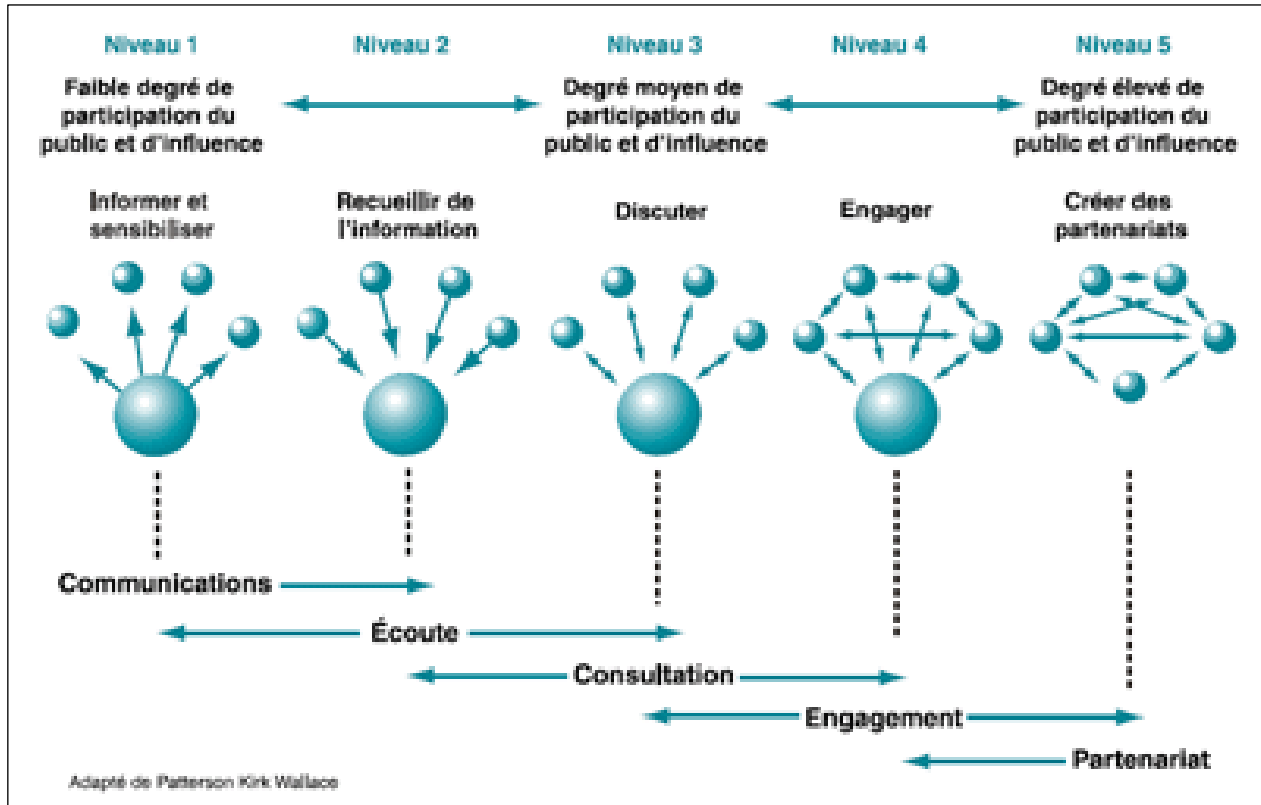 Niveau 1
Niveau 2
Niveau 3
Niveau 4
Niveau 5
Faible degré de
participation du
public et d'influence
Degré moyen de
participation du
public et d'influence
Degré élevé de
participation du
public et d'influence
Informer et
sensibiliser
Recueillir de
l'information
Discuter
Engager
Créer des
partenariats
Communications
Écoute
Consultation
Engagement
Partenariat
Adapté de Patterson Kirk Wallace